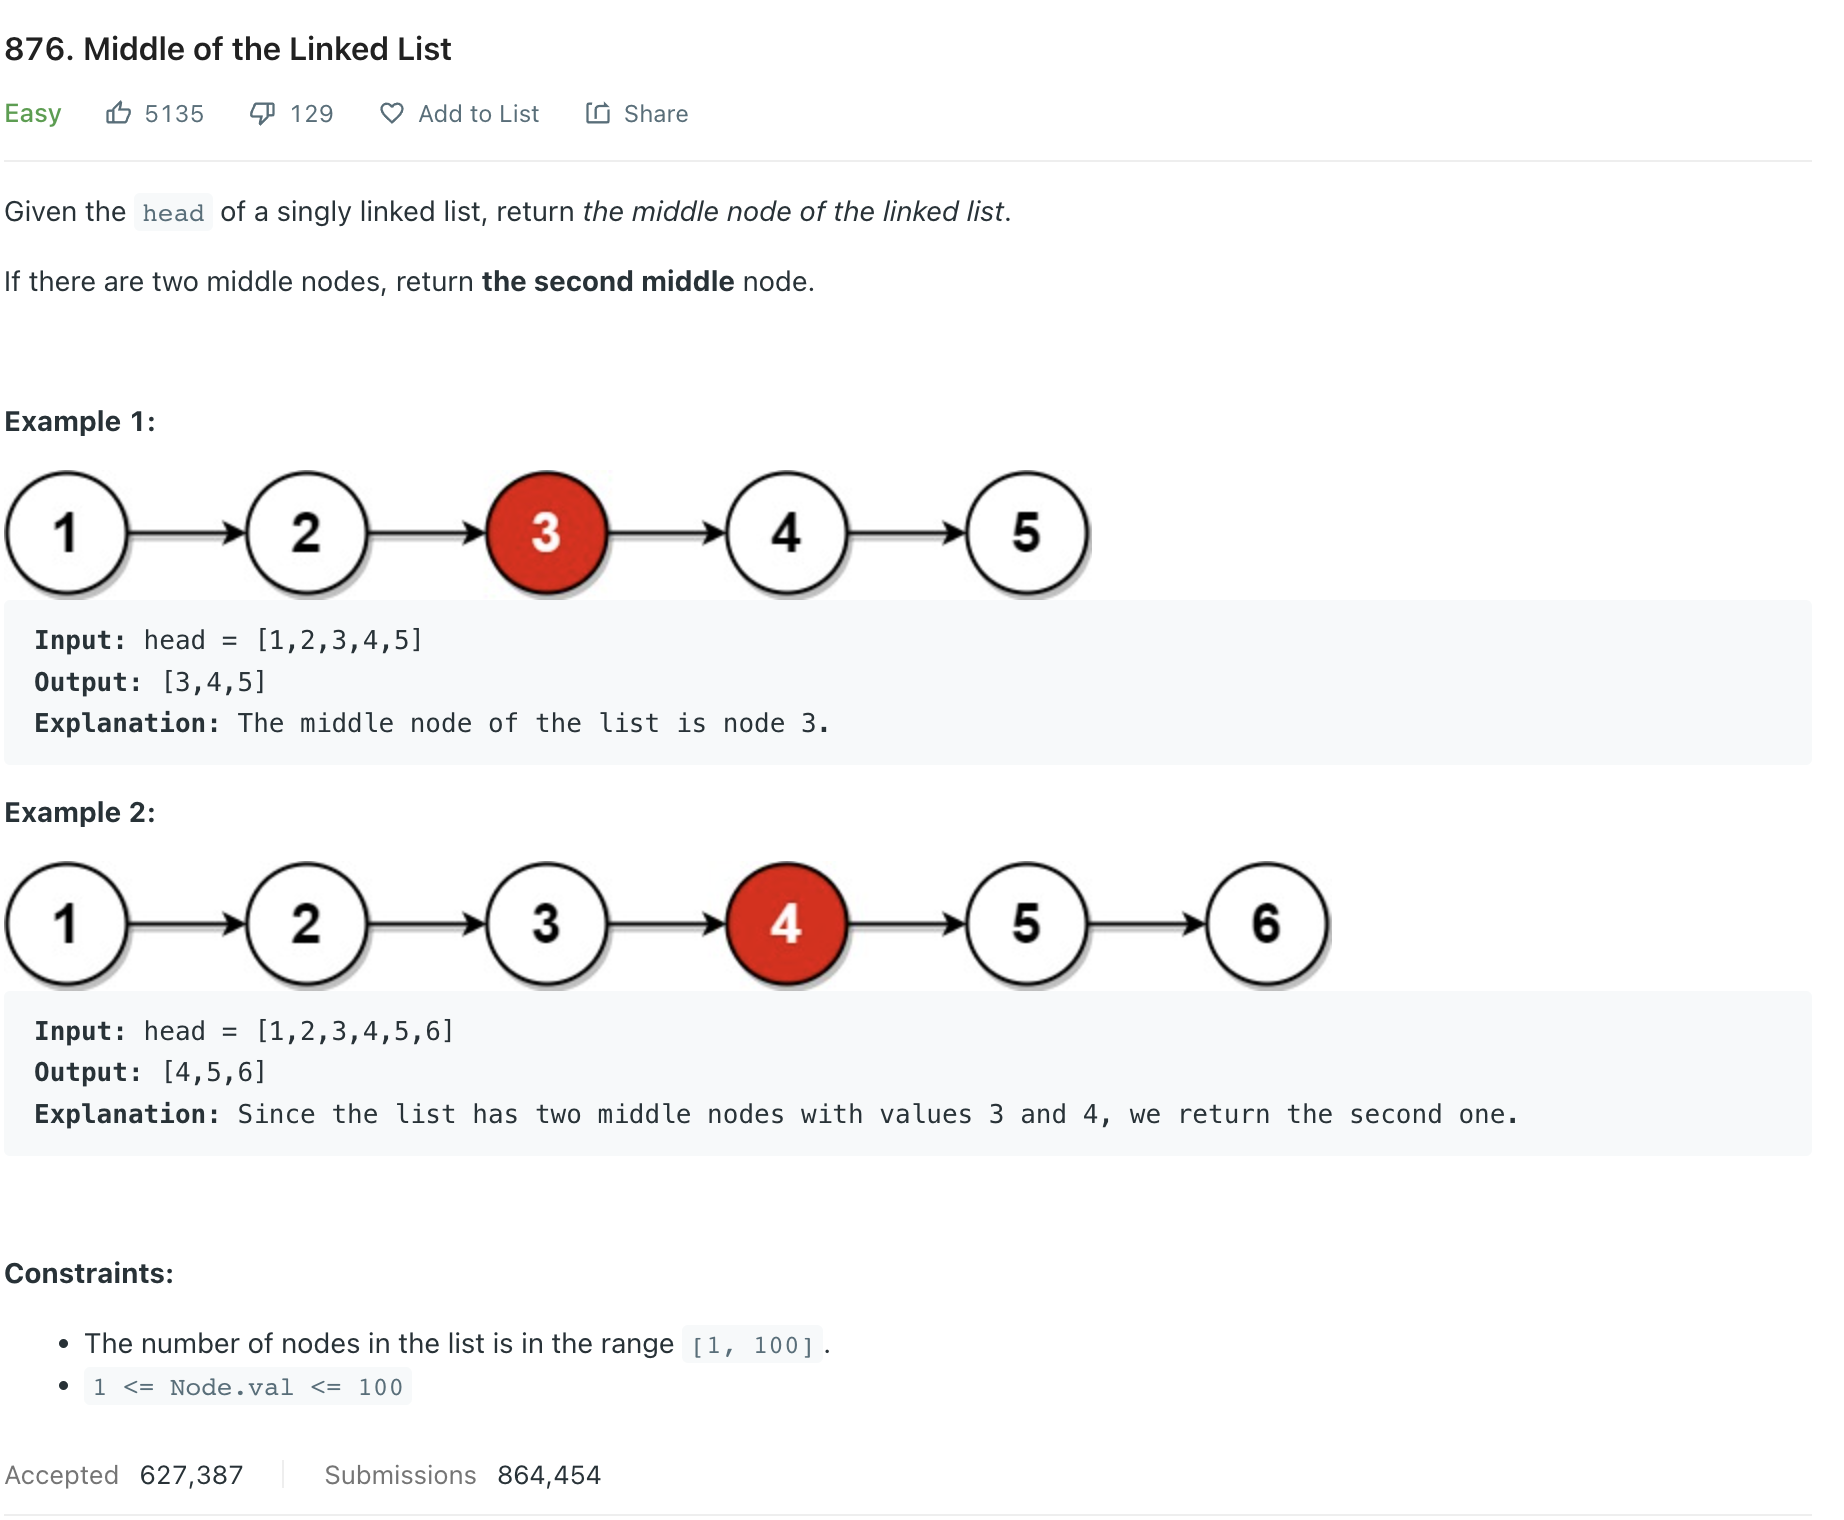 876. Middle of the Linked List
Easy 5135 129 Add to List Share
Given the head of a singly linked list, return the middle node of the linked list.
If there are two middle nodes, return the second middle node.
Example 1:
1 2 3 4 5
Input: head = [1,2,3,4,5]
Output: [3,4,5]
Explanation: The middle node of the list is node 3.
Example 2:
1 2 3 4 5 6
Input: head = [1,2,3,4,5,6]
Output: [4,5,6]
Explanation: Since the list has two middle nodes with values 3 and 4, we return the second one.
Constraints:
• The number of nodes in the list is in the range [1, 100].
• 1 <= Node.val <= 100
Accepted 627,387 Submissions 864,454